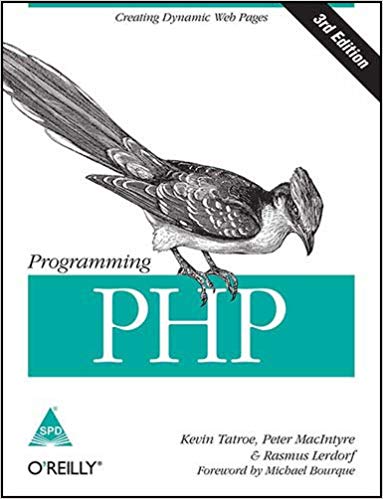 Creating Dynamic Web Pages
3rd Edition
Programming
PHP
SPD
O'REILLY®
Kevin Tatroe, Peter MacIntyre
& Rasmus Lerdorf
Foreword by Michael Bourque